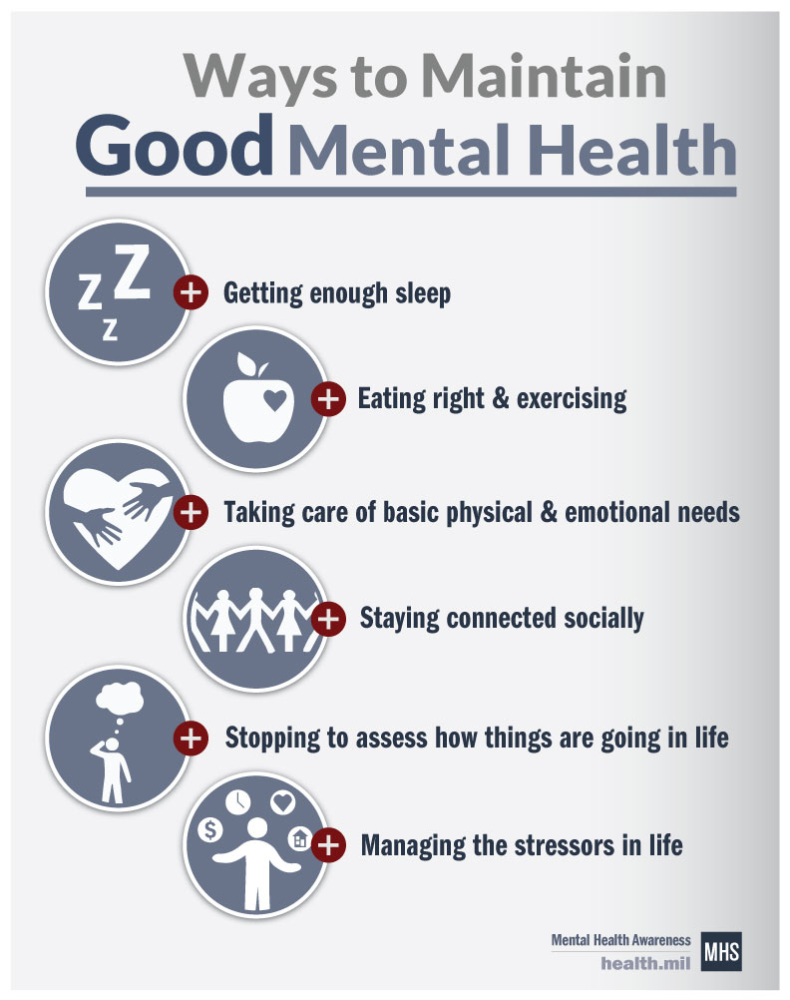 Ways to Maintain
Good Mental Health
Z Z
Z
Getting enough sleep
Eating right & exercising
Taking care of basic physical & emotional needs
Staying connected socially
Stopping to assess how things are going in life
$
Managing the stressors in life
Mental Health Awareness
health.mil
MHS